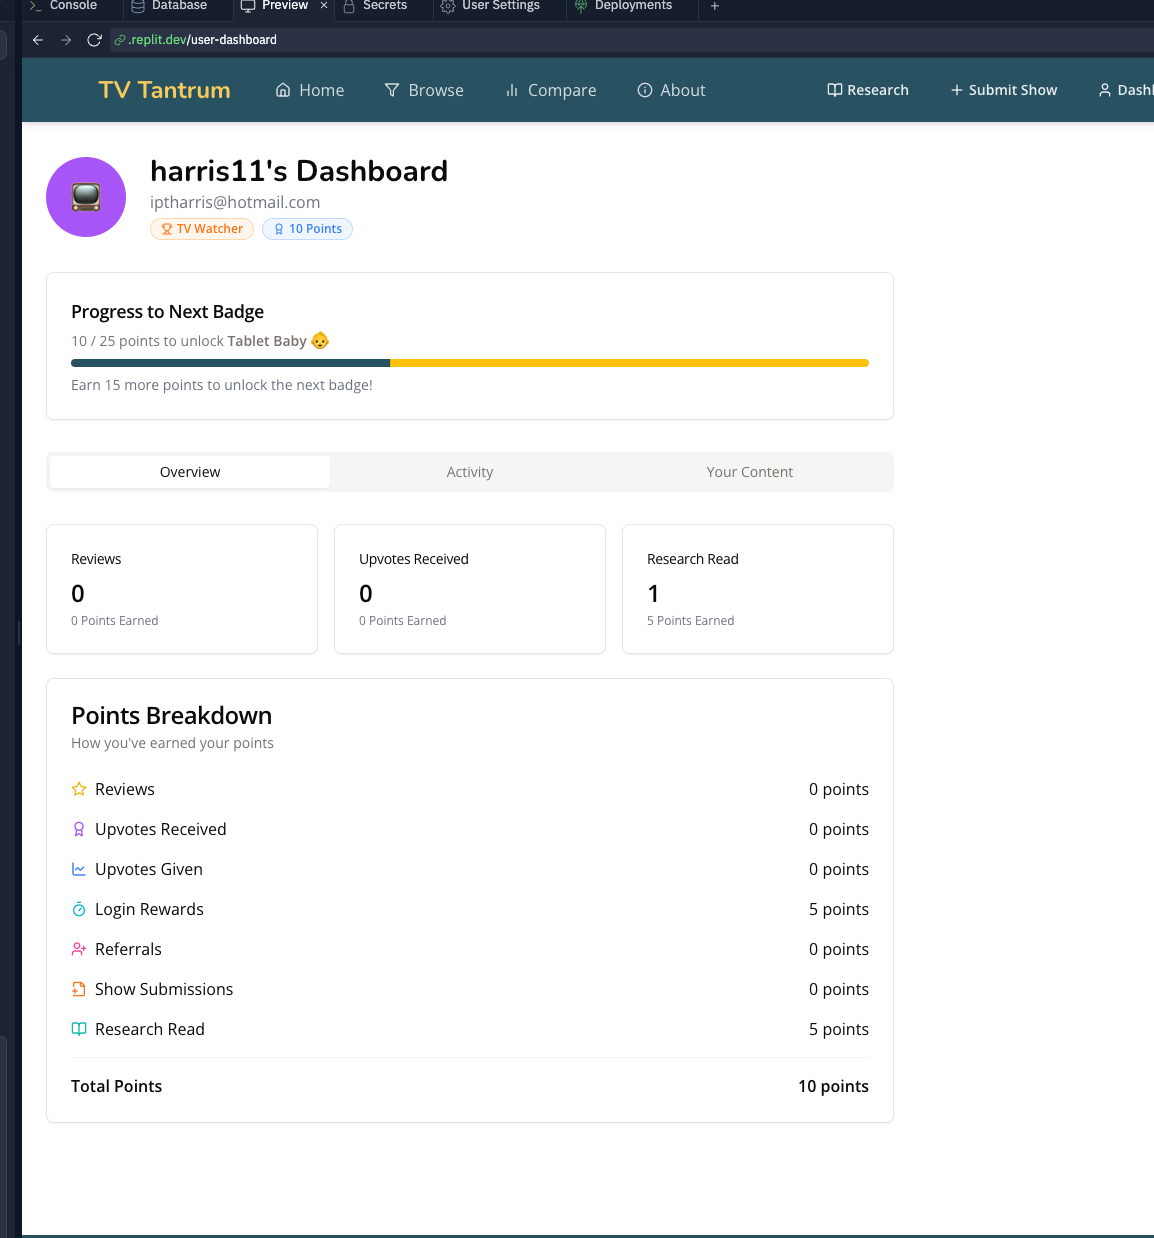 Console Database Preview × Secrets User Settings Deployments +
.replit.dev/user-dashboard
TV Tantrum Home Browse Compare About Research + Submit Show
harris11's Dashboard
iptharris@hotmail.com
TV Watcher 10 Points
Progress to Next Badge
10 / 25 points to unlock Tablet Baby
Earn 15 more points to unlock the next badge!
Overview Activity Your Content
Reviews Upvotes Received Research Read
0 0 1
0 Points Earned 0 Points Earned 5 Points Earned
Points Breakdown
How you've earned your points
Reviews 0 points
Upvotes Received 0 points
Upvotes Given 0 points
Login Rewards 5 points
Referrals 0 points
Show Submissions 0 points
Research Read 5 points
Total Points 10 points